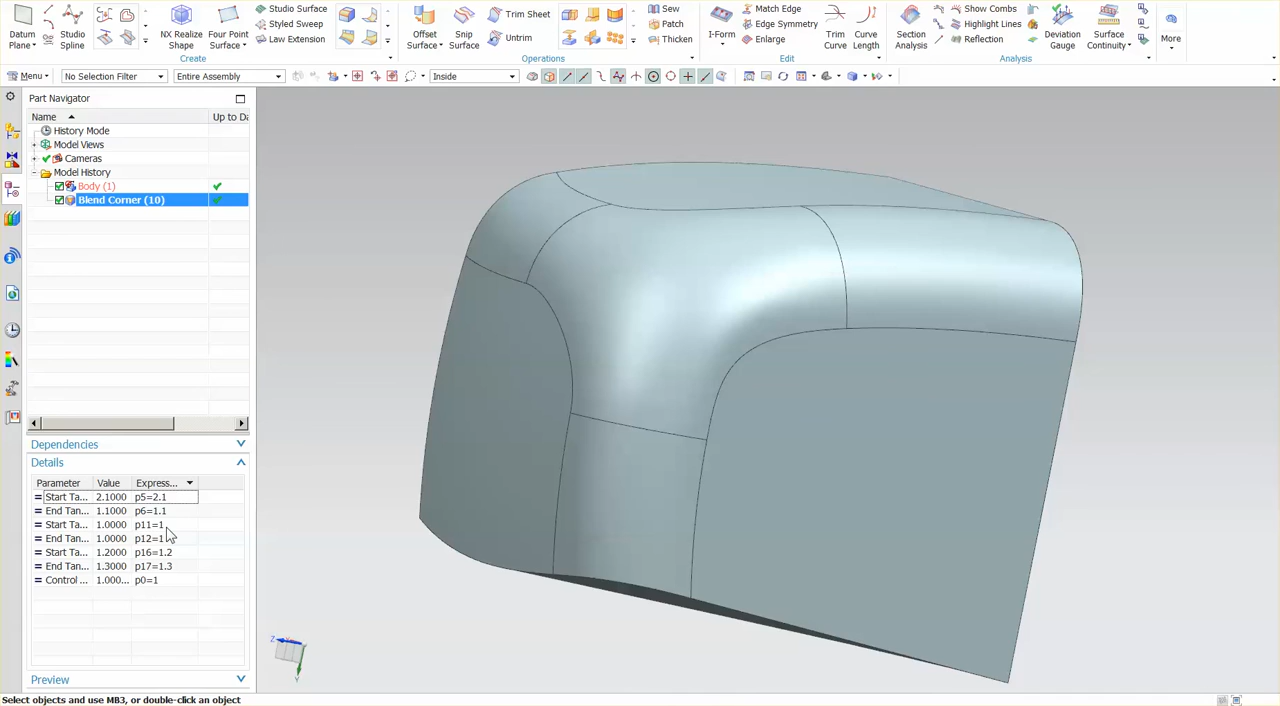 Datum Plane
Studio Spline
NX Realize Shape
Four Point Surface
Studio Surface
Styled Sweep
Law Extension
Create
Offset Surface
Snip Surface
Trim Sheet
Untrim
Sew
Patch
Thicken
Operations
I-Form
Match Edge
Edge Symmetry
Enlarge
Trim Curve
Curve Length
Edit
Section Analysis
Show Combs
Highlight Lines
Reflection
Deviation Gauge
Surface Continuity
Analysis
More
Menu
No Selection Filter
Entire Assembly
Inside
Part Navigator
Name
Up to Da
History Mode
Model Views
Cameras
Model History
Body (1)
Blend Corner (10)
Dependencies
Details
Parameter Value Express...
Start Ta... 2.1000 p5=2.1
End Tan... 1.1000 p6=1.1
Start Ta... 1.0000 p11=1
End Tan... 1.0000 p12=1
Start Ta... 1.2000 p16=1.2
End Tan... 1.3000 p17=1.3
Control ... 1.000... p0=1
Preview
Z
Y
Select objects and use MB3, or double-click an object